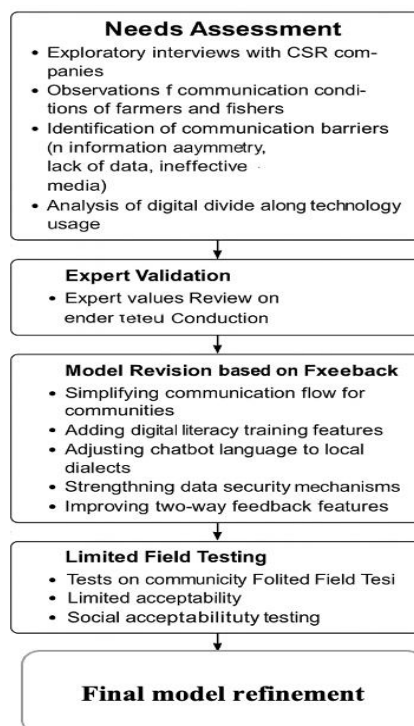 Needs Assessment
• Exploratory interviews with CSR com-
panies
• Observations f communication condi-
tions of farmers and fishers
• Identification of communication barriers
(n information aaymmetry,
lack of data, ineffective
media)
• Analysis of digital divide along technology
usage
Expert Validation
• Expert values Review on
ender Conduction
Model Revision based on Fxeeback
• Simplifying communication flow for
communities
• Adding digital literacy training features
• Adjusting chatbot language to local
dialects
• Strengthning data security mechanisms
• Improving two-way feedback features
Limited Field Testing
• Tests on communicity Folited Field Tesi
• Limited acceptability
• Social acceptabilituty testing
Final model refinement